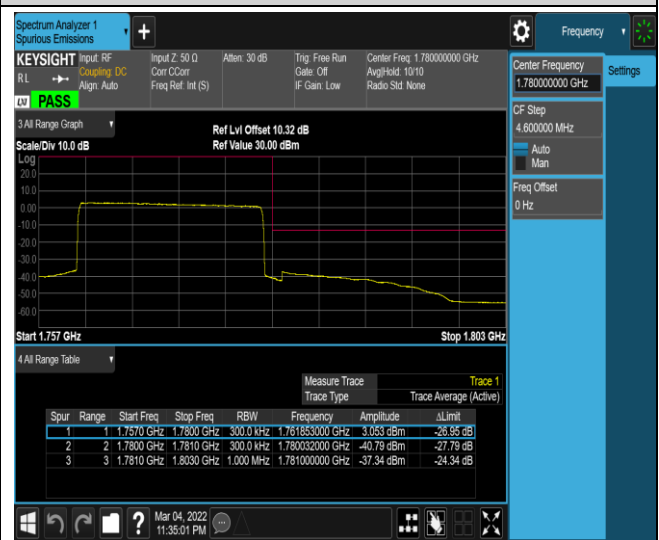 Spectrum Analyzer 1
Spurious Emissions
Frequency
KEYSIGHT
RL
PASS
Input: RF
Coupling: DC
Align: Auto
Input Z: 50 Ω
Corr CCorr
Freq Ref: Int (S)
Atten: 30 dB
Trig: Free Run
Gate: Off
IF Gain: Low
Center Freq: 1.780000000 GHz
Avg|Hold: 10/10
Radio Std: None
Center Frequency
1.780000000 GHz
Settings
CF Step
4.600000 MHz
Auto
Man
Freq Offset
0 Hz
3 All Range Graph
Scale/Div 10.0 dB
Ref Lvl Offset 10.32 dB
Ref Value 30.00 dBm
Log
20.0
10.0
0.00
-10.0
-20.0
-30.0
-40.0
-50.0
-60.0
Start 1.757 GHz
Stop 1.803 GHz
4 All Range Table
Measure Trace Trace 1
Trace Type Trace Average (Active)
Spur Range Start Freq Stop Freq RBW Frequency Amplitude ΔLimit
1 1 1.7570 GHz 1.7800 GHz 300.0 kHz 1.761853000 GHz 3.053 dBm -26.95 dB
2 2 1.7800 GHz 1.7810 GHz 300.0 kHz 1.780032000 GHz -40.79 dBm -27.79 dB
3 3 1.7810 GHz 1.8030 GHz 1.000 MHz 1.781000000 GHz -37.34 dBm -24.34 dB
Mar 04, 2022
11:35:01 PM